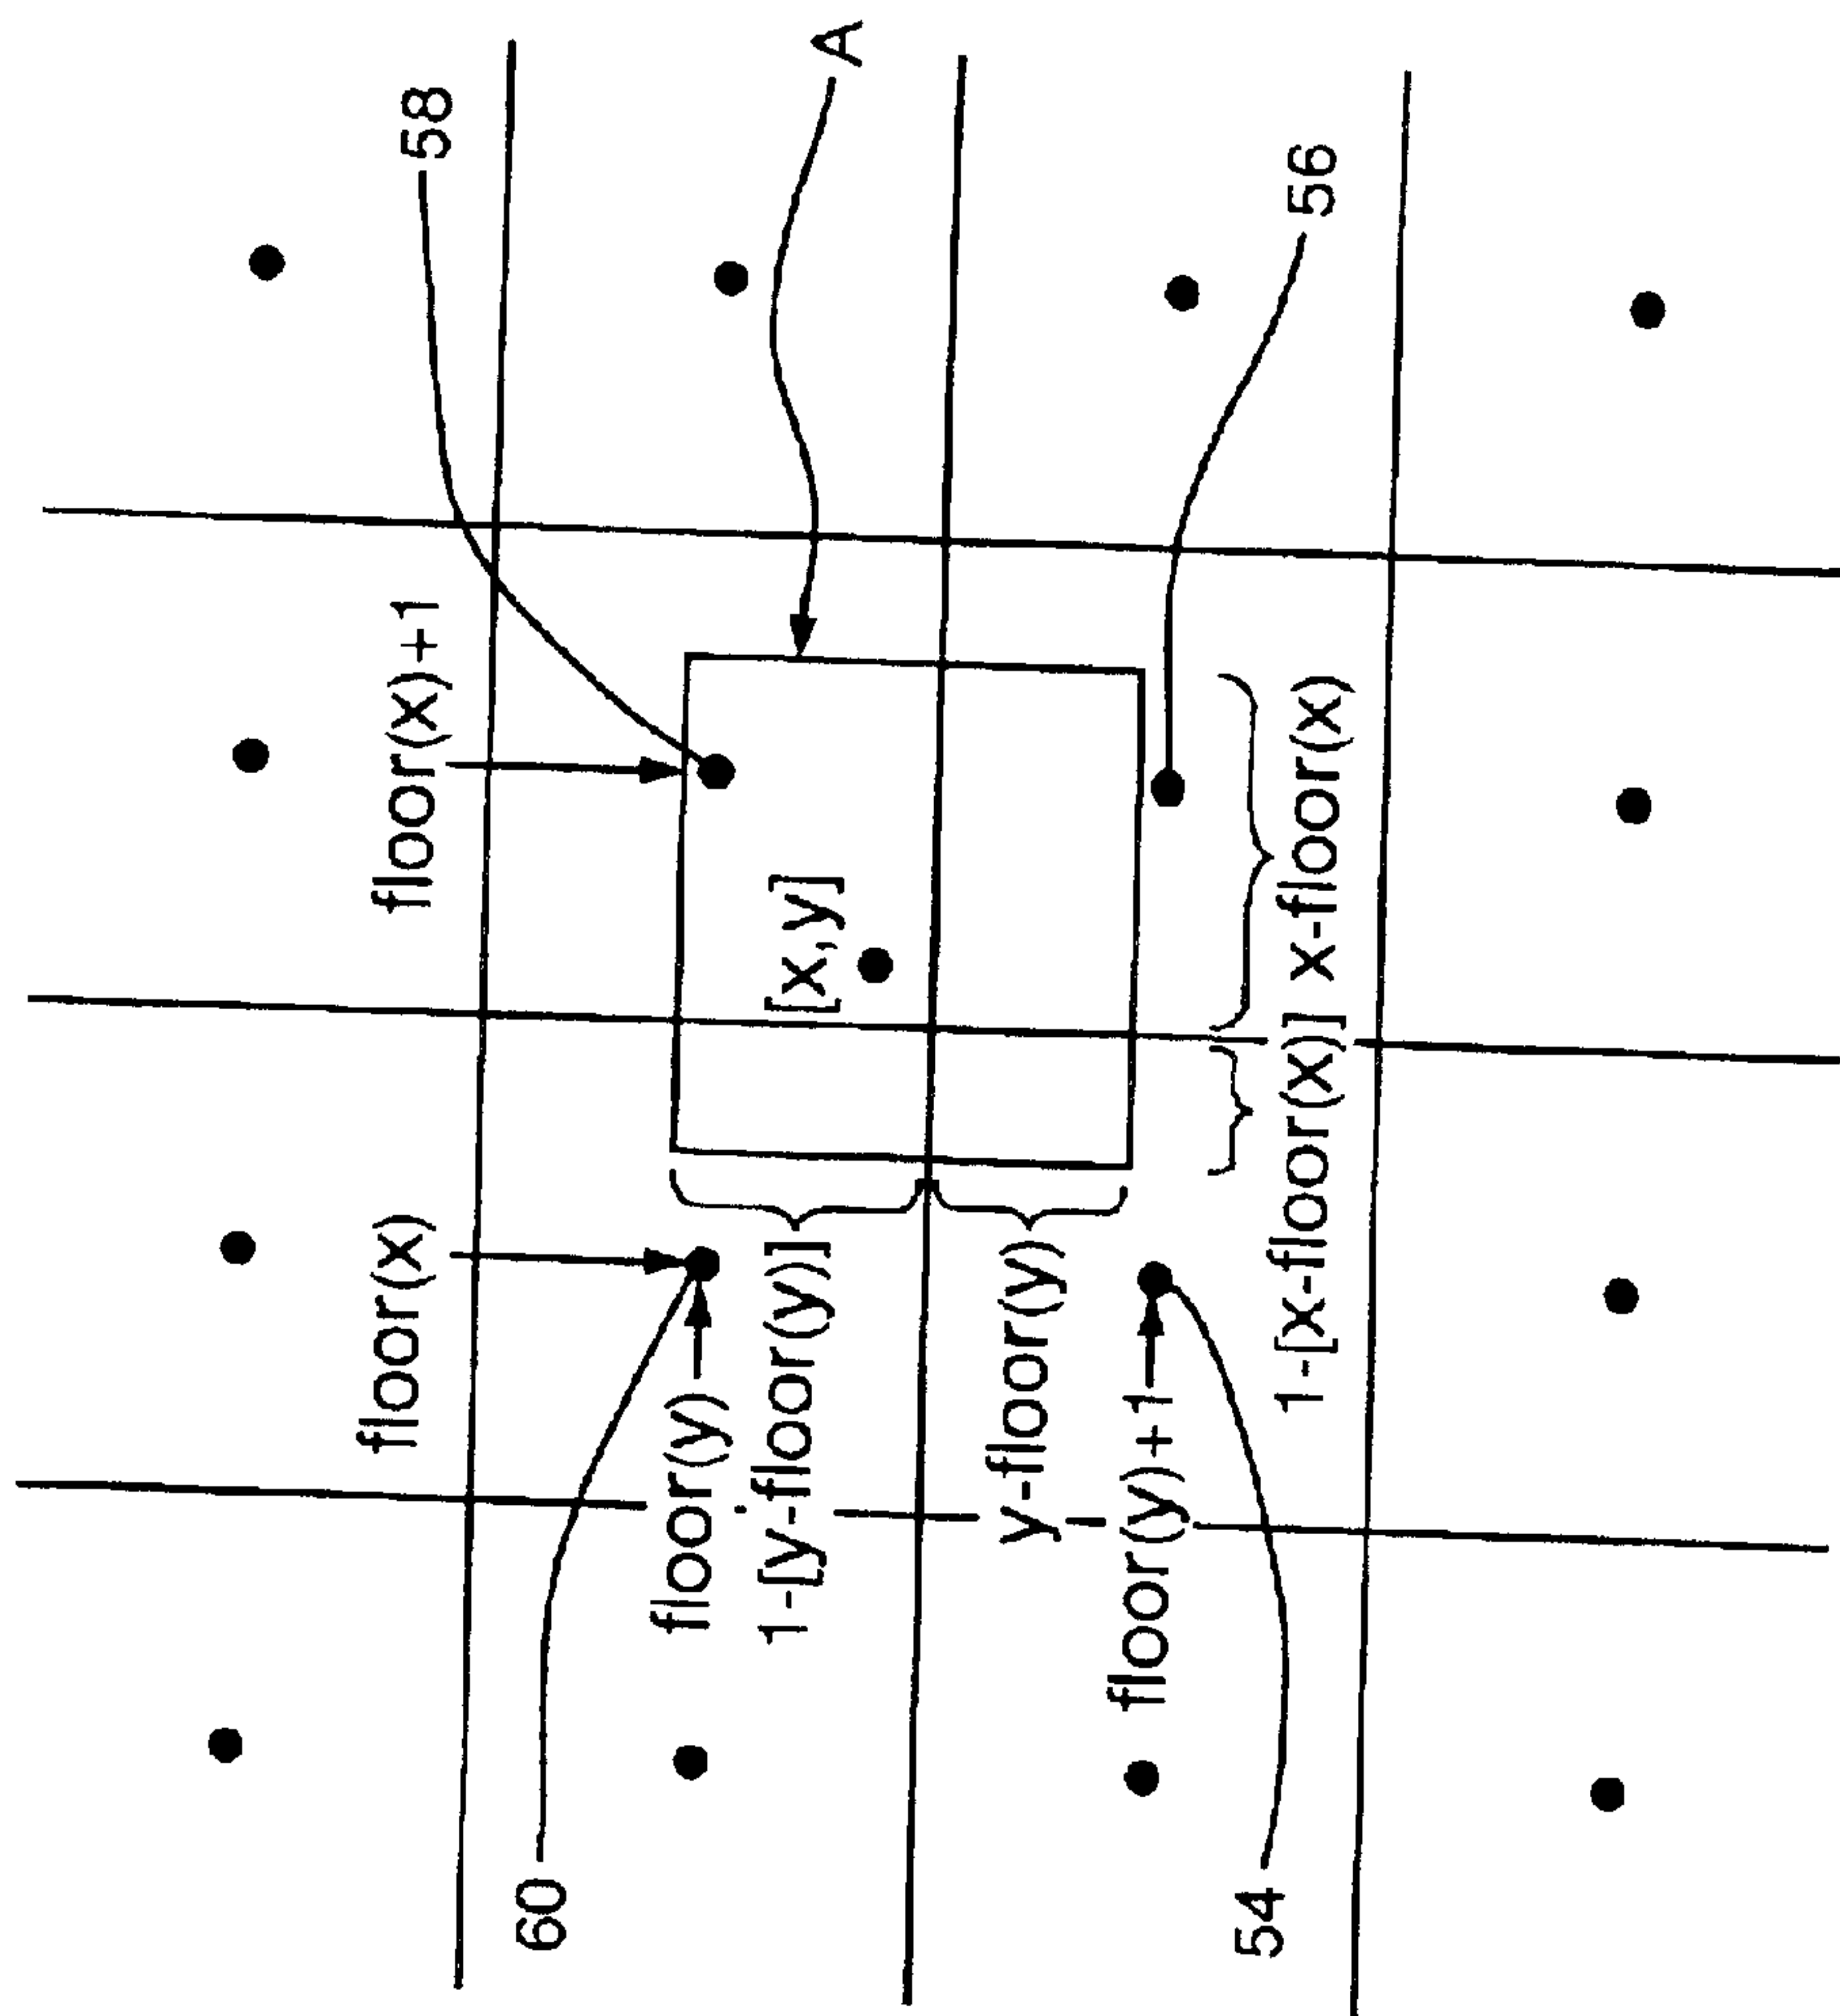 60
floor(x)
floor(x)+1
58
floor(y)
1-[y-floor(y)]
[x,y]
A
y-floor(y)
floor(y)+1
54
1-[x-floor(x)] x-floor(x)
56